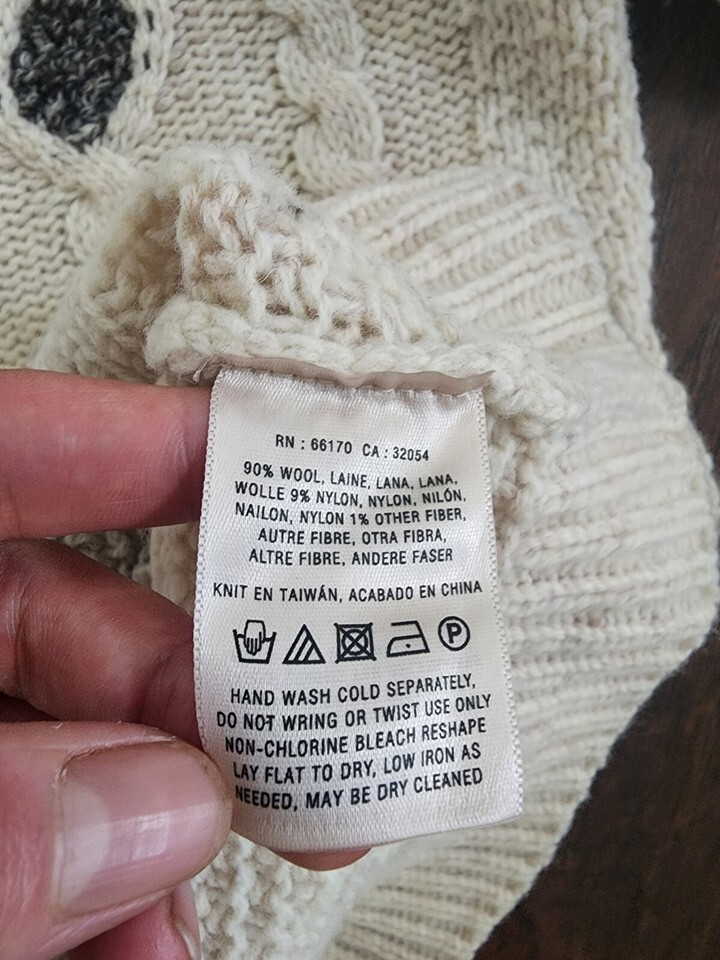 RN : 66170 CA : 32054
90% WOOL, LAINE, LANA, LANA,
WOLLE 9% NYLON, NYLON, NILÓN,
NAILON, NYLON 1% OTHER FIBER,
AUTRE FIBRE, OTRA FIBRA,
ALTRE FIBRE, ANDERE FASER
KNIT EN TAIWÁN, ACABADO EN CHINA
P
HAND WASH COLD SEPARATELY,
DO NOT WRING OR TWIST USE ONLY
NON-CHLORINE BLEACH RESHAPE
LAY FLAT TO DRY, LOW IRON AS
NEEDED, MAY BE DRY CLEANED